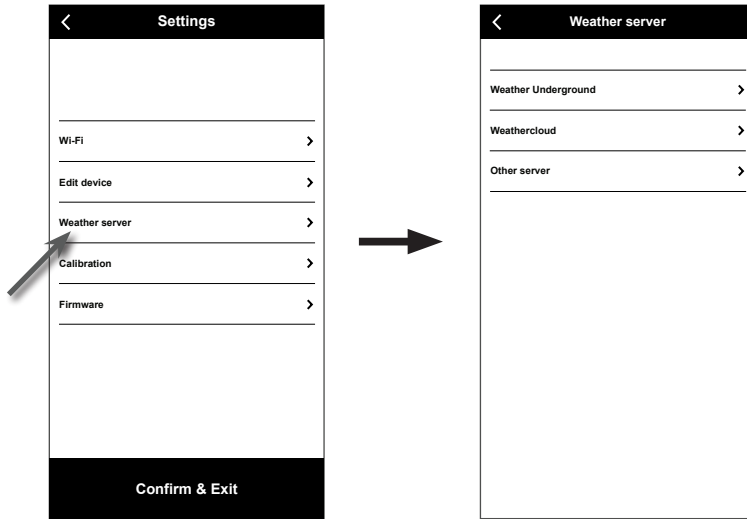 Settings
Wi-Fi
Edit device
Weather server
Calibration
Firmware
Confirm & Exit
Weather server
Weather Underground
Weathercloud
Other server